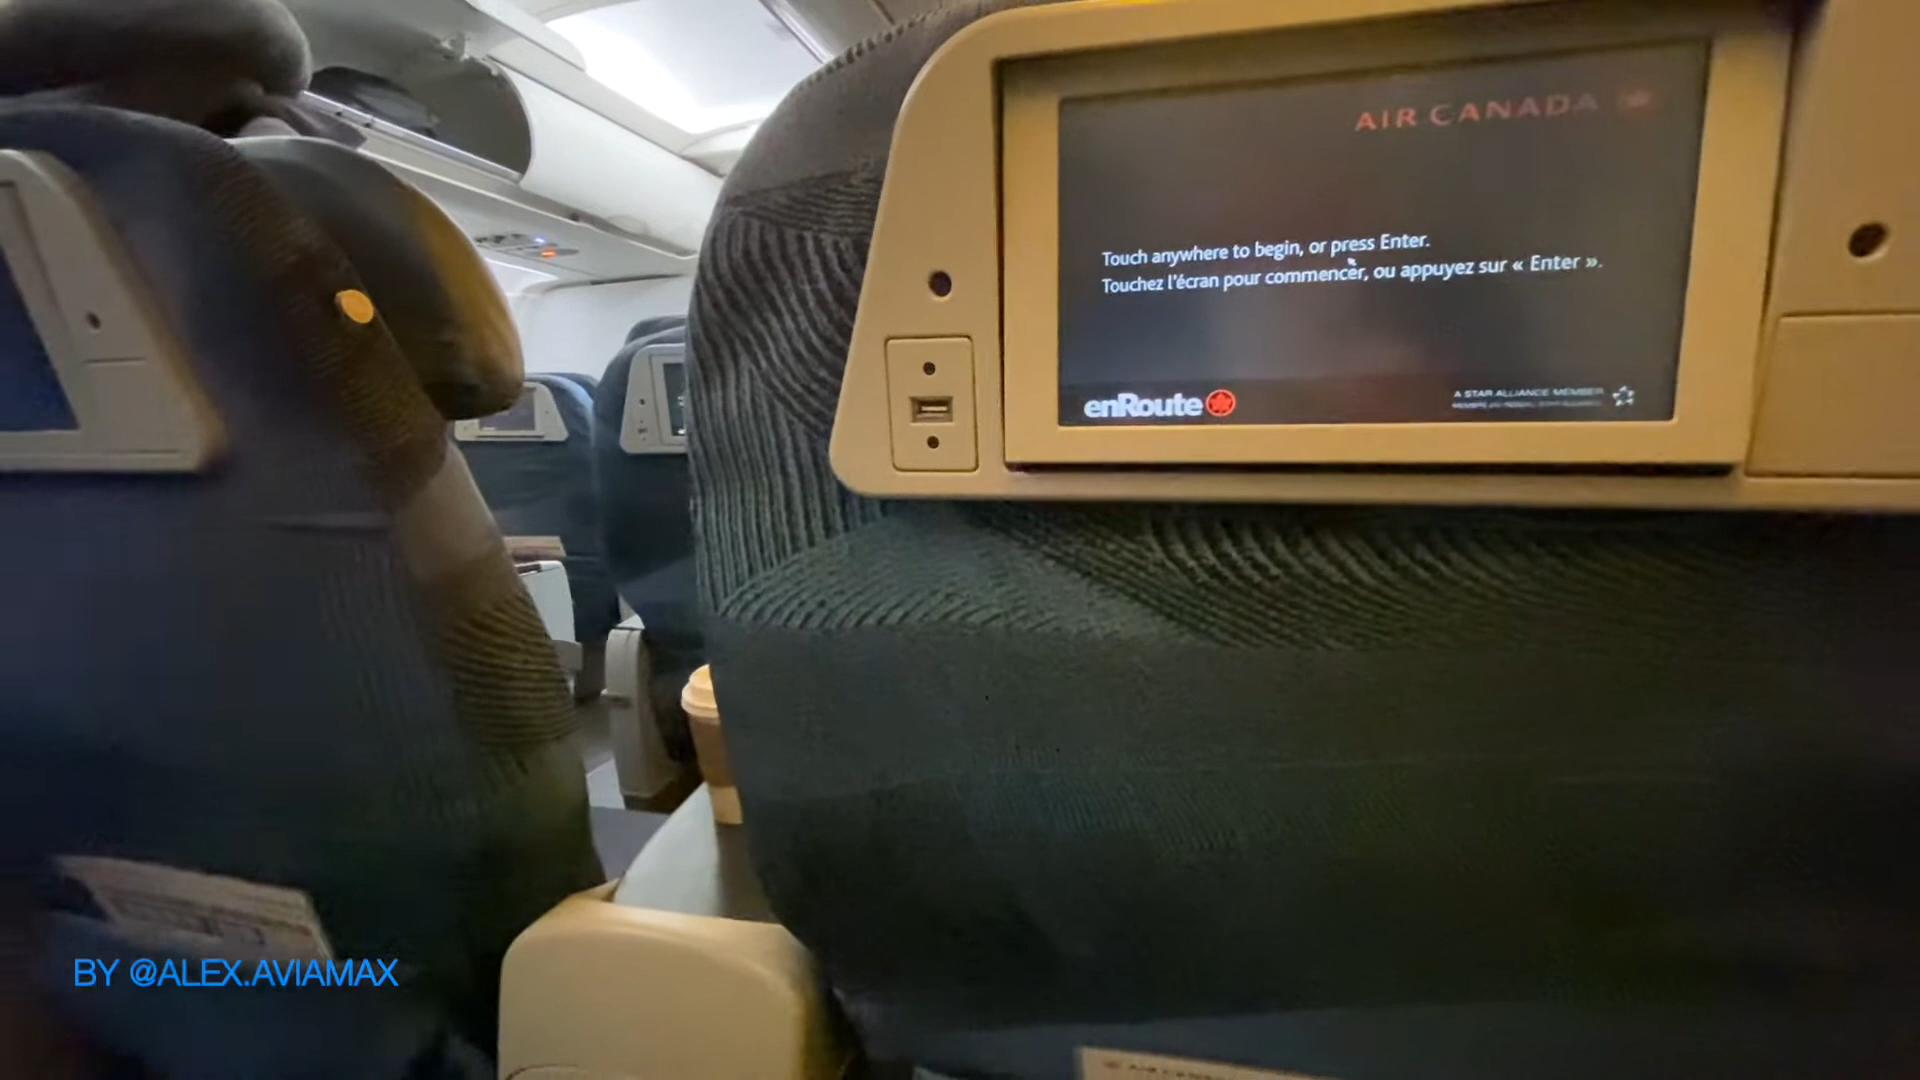 AIR CANADA
Touch anywhere to begin, or press Enter.
Touchez l'écran pour commencer, ou appuyez sur « Enter ».
enRoute
A STAR ALLIANCE MEMBER
BY @ALEX.AVIAMAX